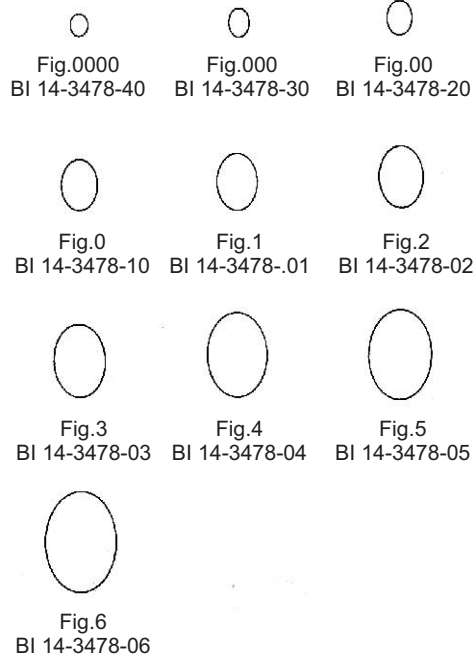 Fig.0000
BI 14-3478-40
Fig.000
BI 14-3478-30
Fig.00
BI 14-3478-20
Fig.0
BI 14-3478-10
Fig.1
BI 14-3478-.01
Fig.2
BI 14-3478-02
Fig.3
BI 14-3478-03
Fig.4
BI 14-3478-04
Fig.5
BI 14-3478-05
Fig.6
BI 14-3478-06